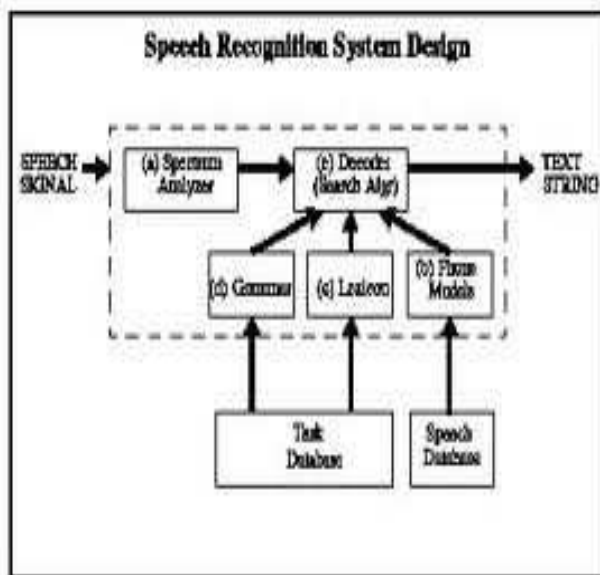 Speech Recognition System Design
SPEECH
SIGNAL
(a) Spectrum
Analyzer
(e) Decoder
(Search Alg.)
TEXT
STRING
(d) Grammar
(c) Lexicon
(b) Phone
Models
Task
Database
Speech
Database